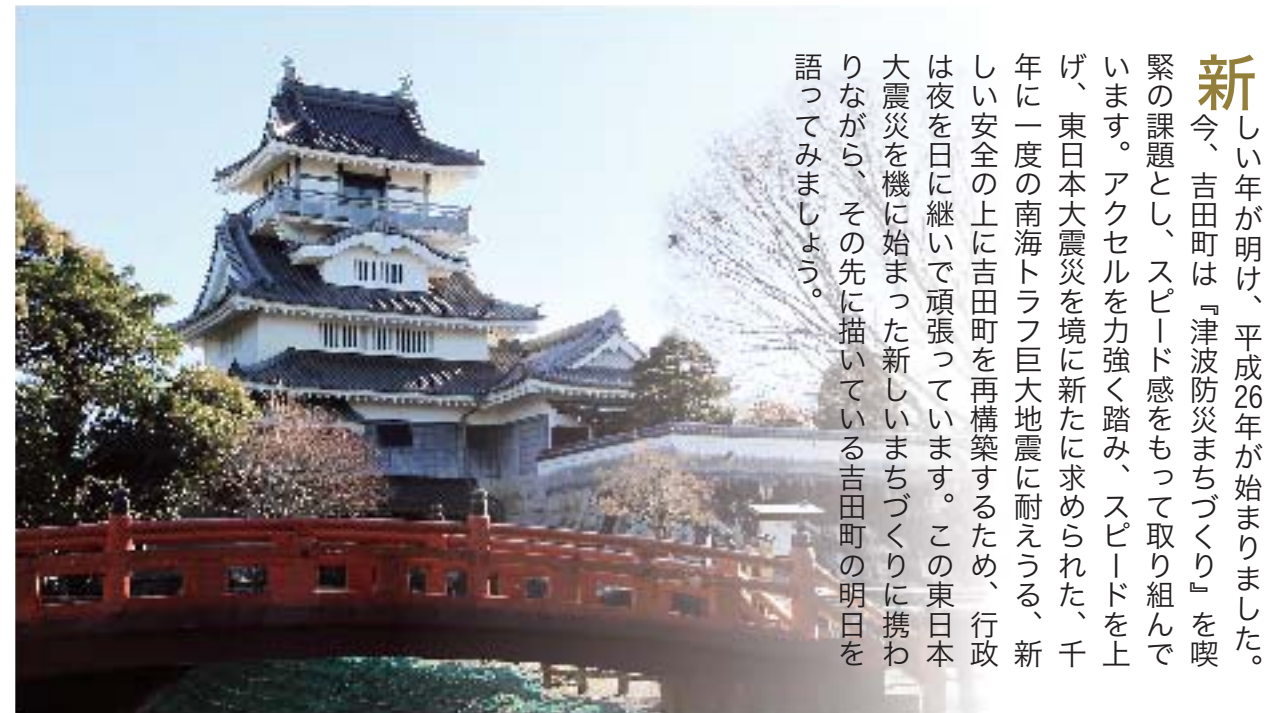 新しい年が明け、平成26年が始まりました。
今、吉田町は『津波防災まちづくり』を喫
緊の課題とし、スピード感をもって取り組んで
います。アクセルを力強く踏み、スピードを上
げ、東日本大震災を境に新たに求められた、千
年に一度の南海トラフ巨大地震に耐えうる、新
しい安全の上に吉田町を再構築するため、行政
は夜を日に継いで頑張っています。この東日本
大震災を機に始まった新しいまちづくりに携わ
りながら、その先に描いている吉田町の明日を
語ってみましょう。